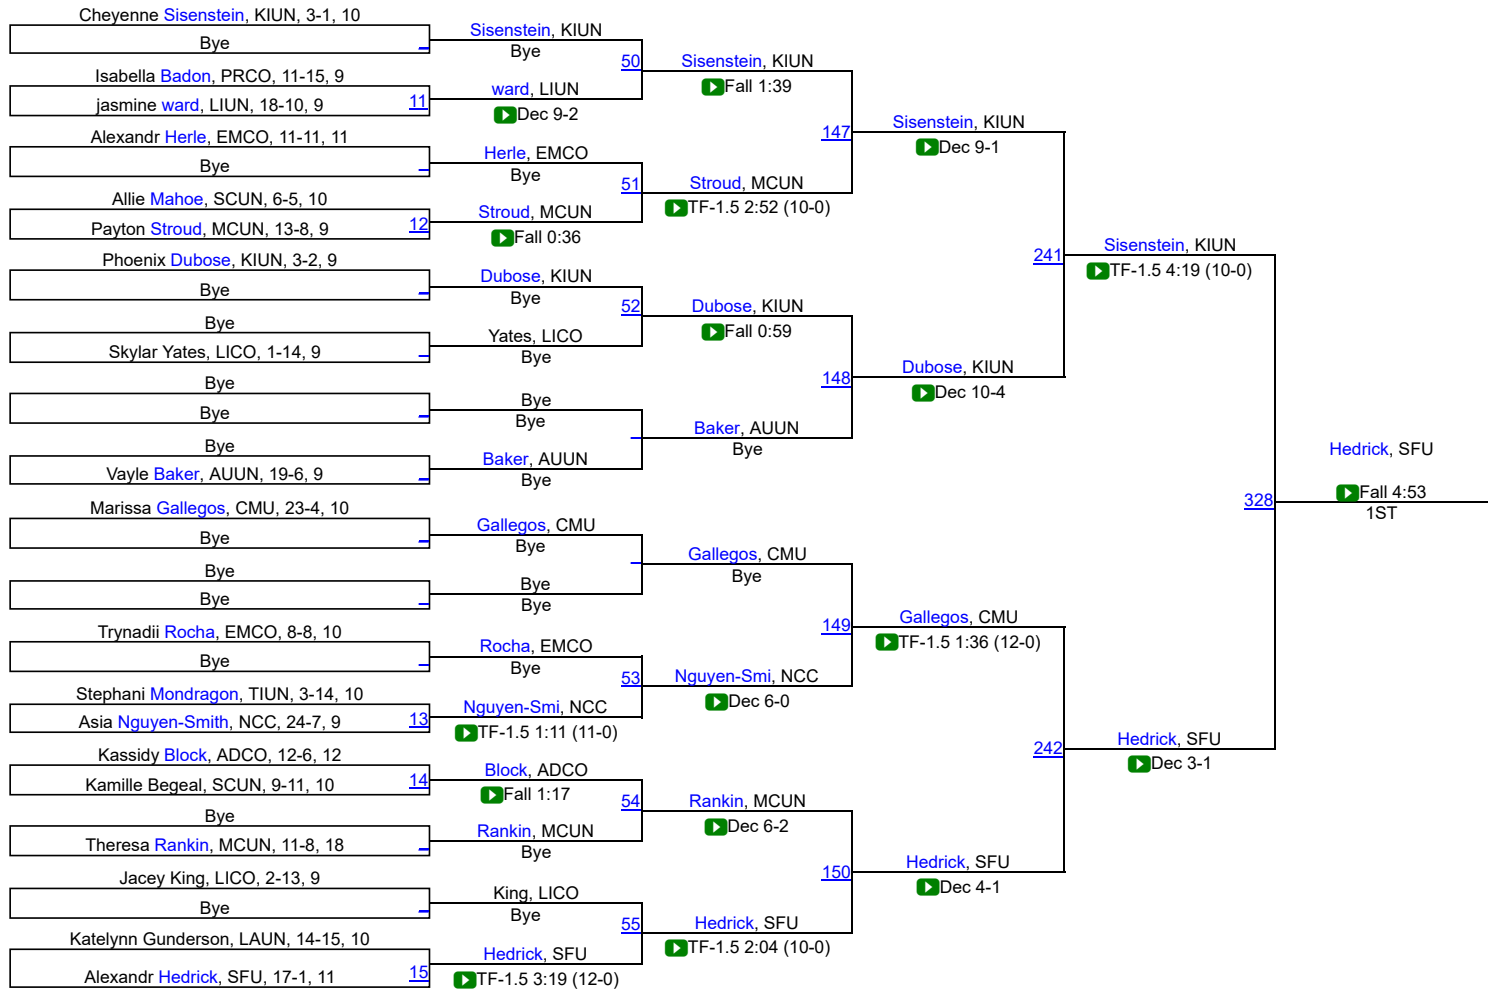 Cheyenne Sisenstein, KIUN, 3-1, 10
Bye
Isabella Badon, PRCO, 11-15, 9
jasmine ward, LIUN, 18-10, 9
11
Alexandr Herle, EMCO, 11-11, 11
Bye
Allie Mahoe, SCUN, 6-5, 10
Payton Stroud, MCUN, 13-8, 9
12
Phoenix Dubose, KIUN, 3-2, 9
Bye
Bye
Skylar Yates, LICO, 1-14, 9
Bye
Bye
Bye
Vayle Baker, AUUN, 19-6, 9
Marissa Gallegos, CMU, 23-4, 10
Bye
Bye
Bye
Trynadii Rocha, EMCO, 8-8, 10
Bye
Stephani Mondragon, TIUN, 3-14, 10
Asia Nguyen-Smith, NCC, 24-7, 9
13
Kassidy Block, ADCO, 12-6, 12
Kamille Begeal, SCUN, 9-11, 10
14
Bye
Theresa Rankin, MCUN, 11-8, 18
Jacey King, LICO, 2-13, 9
Bye
Katelynn Gunderson, LAUN, 14-15, 10
Alexandr Hedrick, SFU, 17-1, 11
15
Sisenstein, KIUN
Bye
50
ward, LIUN
Dec 9-2
Herle, EMCO
Bye
51
Stroud, MCUN
Fall 0:36
Dubose, KIUN
Bye
52
Yates, LICO
Bye
Bye
Bye
Baker, AUUN
Bye
Gallegos, CMU
Bye
Bye
Bye
Rocha, EMCO
Bye
53
Nguyen-Smi, NCC
TF-1.5 1:11 (11-0)
Block, ADCO
Fall 1:17
54
Rankin, MCUN
Bye
King, LICO
Bye
55
Hedrick, SFU
TF-1.5 3:19 (12-0)
Sisenstein, KIUN
Fall 1:39
147
Stroud, MCUN
TF-1.5 2:52 (10-0)
Dubose, KIUN
Fall 0:59
148
Baker, AUUN
Bye
Gallegos, CMU
Bye
149
Nguyen-Smi, NCC
Dec 6-0
Rankin, MCUN
Dec 6-2
150
Hedrick, SFU
TF-1.5 2:04 (10-0)
Sisenstein, KIUN
Dec 9-1
241
Dubose, KIUN
Dec 10-4
Gallegos, CMU
TF-1.5 1:36 (12-0)
242
Hedrick, SFU
Dec 4-1
Sisenstein, KIUN
TF-1.5 4:19 (10-0)
328
Hedrick, SFU
Dec 3-1
Hedrick, SFU
Fall 4:53
1ST